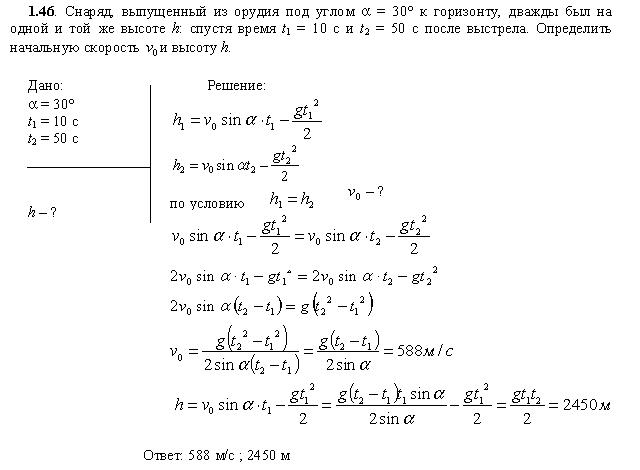 1.46. Снаряд, выпущенный из орудия под углом α = 30° к горизонту, дважды был на
одной и той же высоте h: спустя время t₁ = 10 с и t₂ = 50 с после выстрела. Определить
начальную скорость v₀ и высоту h.
Дано: Решение:
α = 30°
t₁ = 10 с
t₂ = 50 с
h – ?
h₁ = v₀ sin α · t₁ – gt₁²/2
h₂ = v₀ sin αt₂ – gt₂²/2
по условию h₁ = h₂ v₀ – ?
v₀ sin α · t₁ – gt₁²/2 = v₀ sin α · t₂ – gt₂²/2
2v₀ sin α · t₁ – gt₁² = 2v₀ sin α · t₂ – gt₂²
2v₀ sin α(t₂ – t₁) = g(t₂² – t₁²)
v₀ = g(t₂² – t₁²)/2 sin α(t₂ – t₁) = g(t₂ – t₁)/2 sin α = 588 м / с
h = v₀ sin α · t₁ – gt₁²/2 = g(t₂ – t₁)t₁ sin α/2 sin α – gt₁²/2 = gt₁t₂/2 = 2450 м
Ответ: 588 м/с ; 2450 м